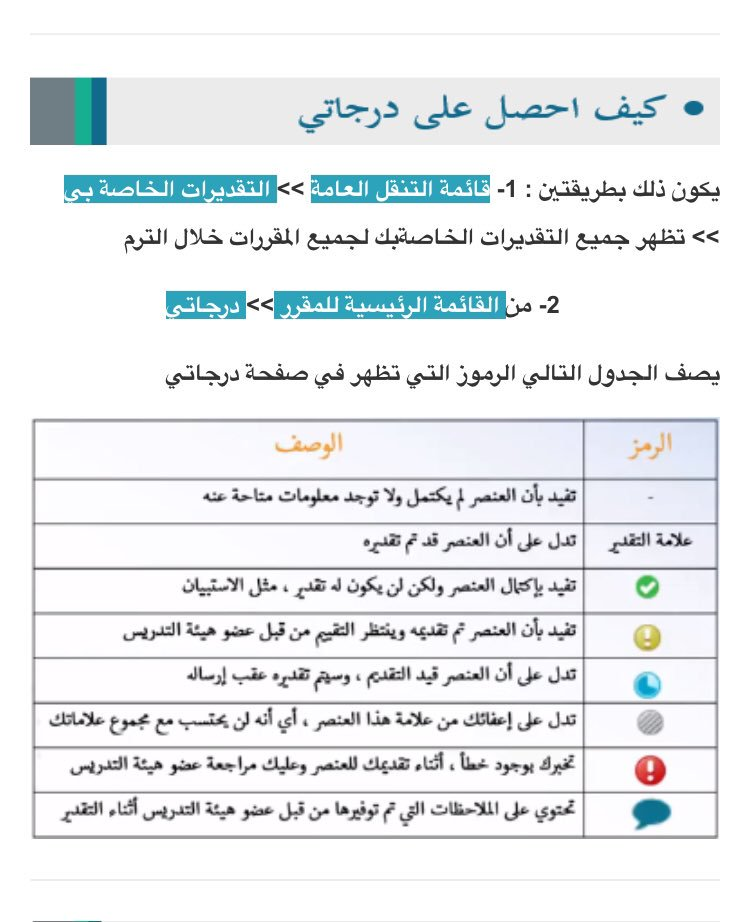 • كيف احصل على درجاتي
يكون ذلك بطريقتين : 1- قائمة التنقل العامة >> التقديرات الخاصة بي
>> تظهر جميع التقديرات الخاصةبك لجميع المقررات خلال الترم
2- من القائمة الرئيسية للمقرر >> درجاتي
يصف الجدول التالي الرموز التي تظهر في صفحة درجاتي
الرمز الوصف
- تفيد بأن العنصر لم يكتمل ولا توجد معلومات متاحة عنه
علامة التقدير تدل على أن العنصر قد تم تقديره
تفيد بإكتمال العنصر ولكن لن يكون له تقدير ، مثل الاستبيان
تفيد بأن العنصر تم تقديمه وينتظر التقييم من قبل عضو هيئة التدريس
تدل على أن العنصر قيد التقديم ، وسيتم تقديره عقب إرساله
تدل على إعفائك من علامة هذا العنصر ، أي أنه لن يحتسب مع مجموع علاماتك
تخبرك بوجود خطأ ، أثناء تقديمك للعنصر وعليك مراجعة عضو هيئة التدريس
تحتوي على الملاحظات التي تم توفيرها من قبل عضو هيئة التدريس أثناء التقدير